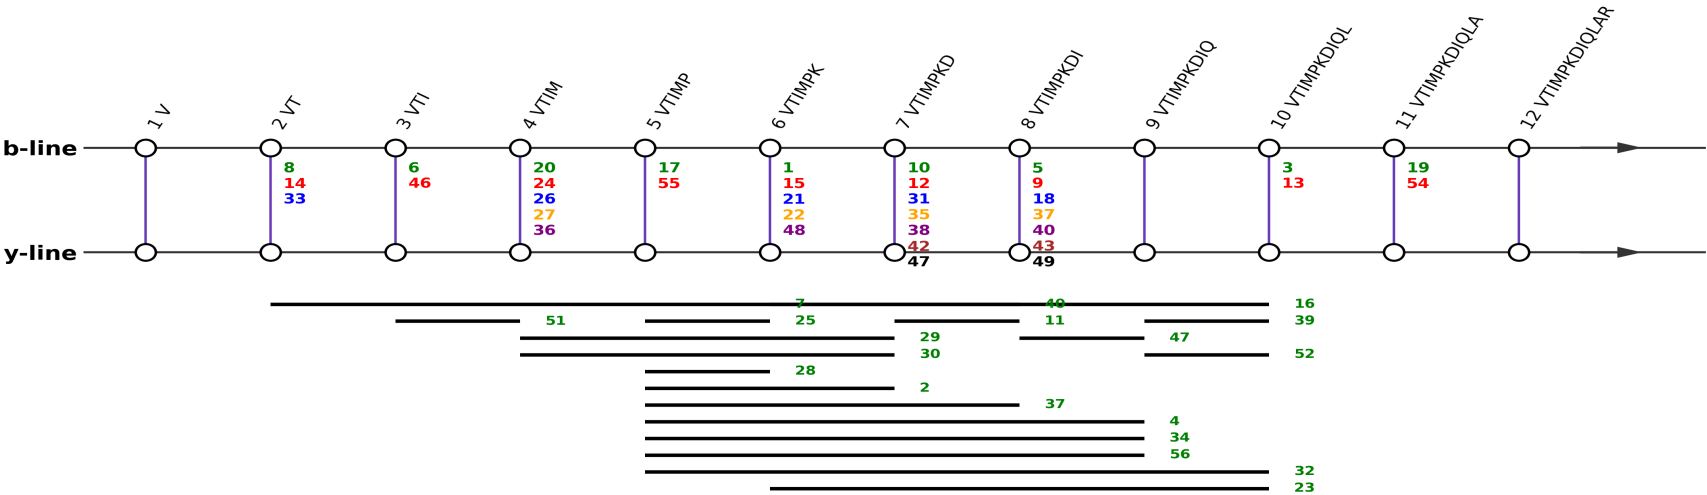 1 V
2 VT
3 VTI
4 VTIM
5 VTIMP
6 VTIMPK
7 VTIMPKD
8 VTIMPKDI
9 VTIMPKDIQ
10 VTIMPKDIQL
11 VTIMPKDIQLA
12 VTIMPKDIQLAR
b-line
8 6 20 17 1 10 5 3 19
14 46 24 55 15 12 9 13 54
33 26 21 31 18
27 22 35 37
36 48 38 40
42 43
y-line
47 49
7 40 16
51 25 11 39
29 47
30 52
28
2
37
4
34
56
32
23